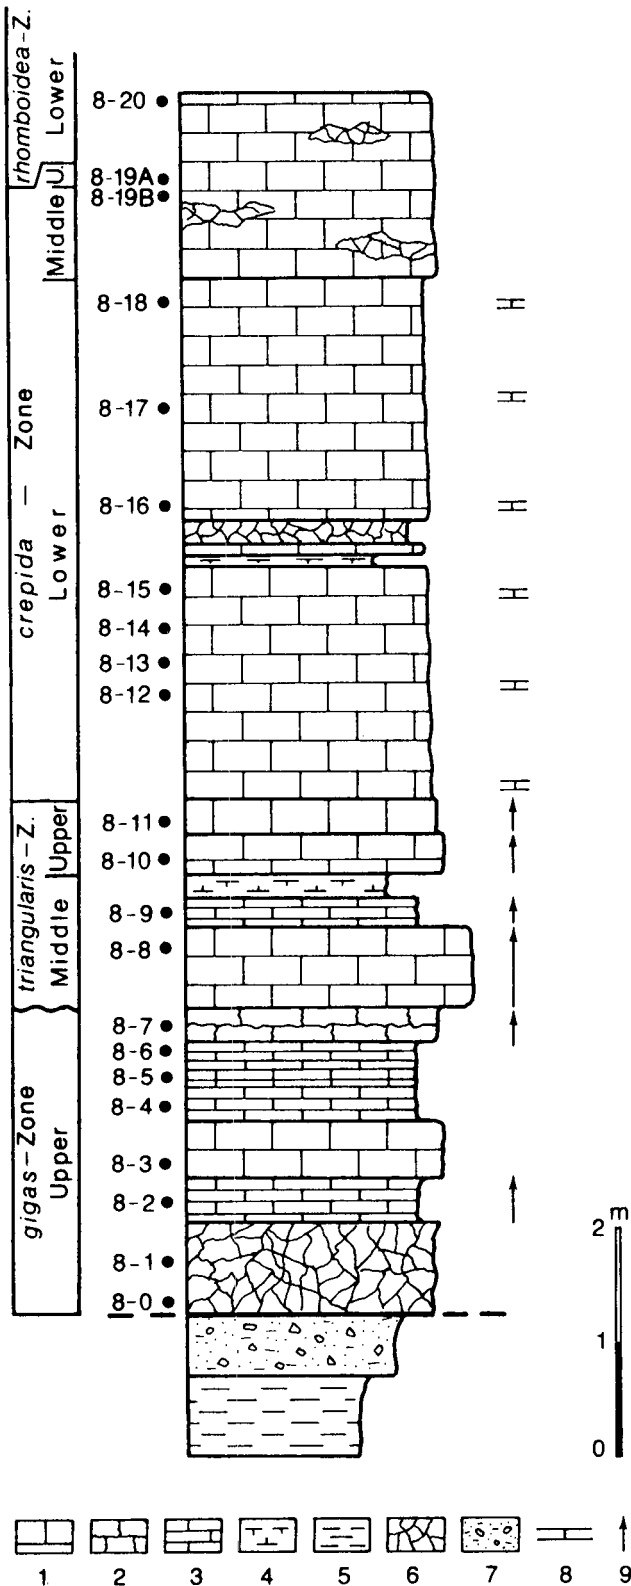 rhomboidea-Z.
Lower
U.
Middle
crepida — Zone
Lower
triangularis-Z.
Upper
Middle
gigas-Zone
Upper
8-20
8-19A
8-19B
8-18
8-17
8-16
8-15
8-14
8-13
8-12
8-11
8-10
8-9
8-8
8-7
8-6
8-5
8-4
8-3
8-2
8-1
8-0
m
2
1
0
1 2 3 4 5 6 7 8 9